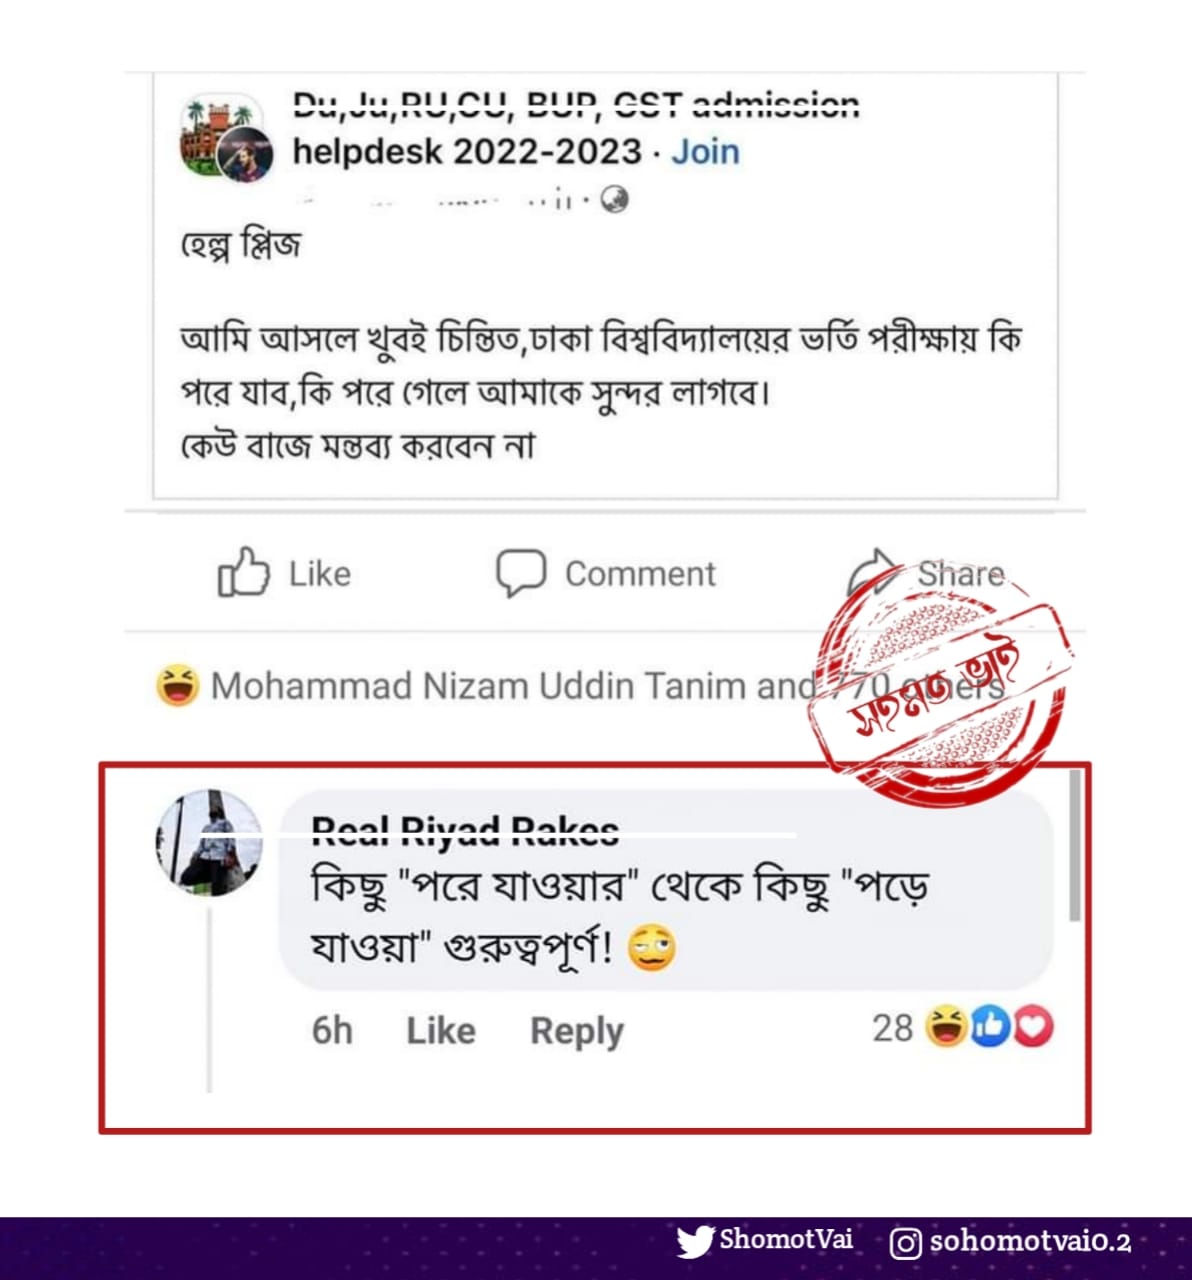 Du,Ju,RU,CU, BUP, GST admission
helpdesk 2022-2023 · Join
হেল্প প্লিজ
আমি আসলে খুবই চিন্তিত,ঢাকা বিশ্ববিদ্যালয়ের ভর্তি পরীক্ষায় কি
পরে যাব,কি পরে গেলে আমাকে সুন্দর লাগবে।
কেউ বাজে মন্তব্য করবেন না
Like Comment Share
Mohammad Nizam Uddin Tanim and 770 others
সহমত ভাই
Real Riyad Rakes
কিছু "পরে যাওয়ার" থেকে কিছু "পড়ে
যাওয়া" গুরুত্বপূর্ণ!
6h Like Reply 28
ShomotVai sohomotvai0.2